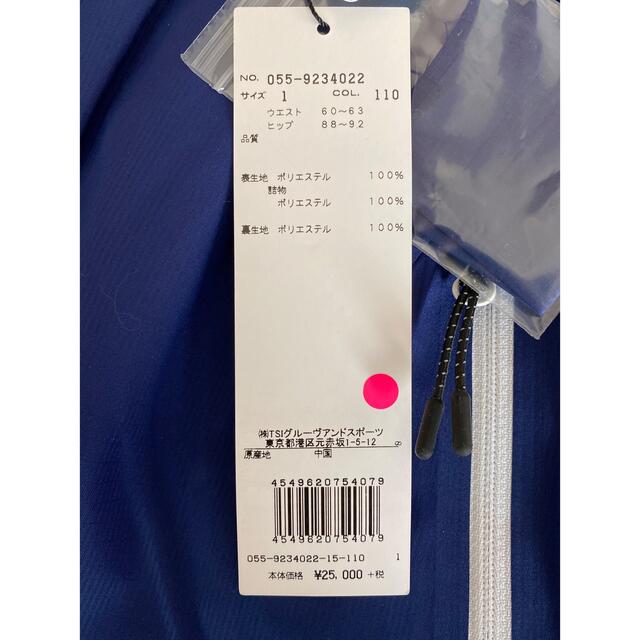 NO. 055-9234022
サイズ 1 COL. 110
ウエスト 60～63
ヒップ 88～92
品質
表生地 ポリエステル 100%
詰物
ポリエステル 100%
裏生地 ポリエステル 100%
㈱TSIグルーヴアンドスポーツ
東京都港区元赤坂1-5-12
原産地 中国
4549620754079
4549620754079
055-9234022-15-110 1
本体価格 ¥25,000 +税